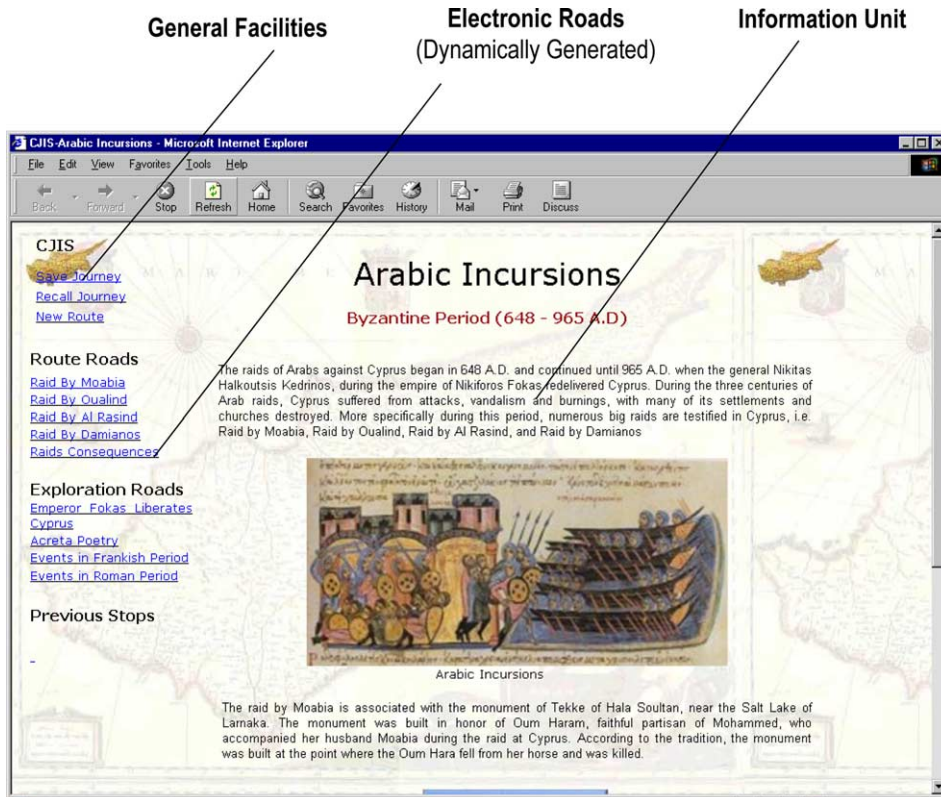 General Facilities
Electronic Roads
(Dynamically Generated)
Information Unit
CJIS-Arabic Incursions - Microsoft Internet Explorer
File Edit View Favorites Tools Help
Back Forward Stop Refresh Home Search Favorites History Mail Print Discuss
CJIS
Save Journey
Recall Journey
New Route
Route Roads
Raid By Moabia
Raid By Oualind
Raid By Al Rasind
Raid By Damianos
Raids Consequences
Exploration Roads
Emperor Fokas Liberates
Cyprus
Acreta Poetry
Events in Frankish Period
Events in Roman Period
Previous Stops
Arabic Incursions
Byzantine Period (648 - 965 A.D)
The raids of Arabs against Cyprus began in 648 A.D. and continued until 965 A.D. when the general Nikitas
Halkoutsis Kedrinos, during the empire of Nikiforos Fokas redelivered Cyprus. During the three centuries of
Arab raids, Cyprus suffered from attacks, vandalism and burnings, with many of its settlements and
churches destroyed. More specifically during this period, numerous big raids are testified in Cyprus, i.e.
Raid by Moabia, Raid by Oualind, Raid by Al Rasind, and Raid by Damianos
Arabic Incursions
The raid by Moabia is associated with the monument of Tekke of Hala Soultan, near the Salt Lake of
Larnaka. The monument was built in honor of Oum Haram, faithful partisan of Mohammed, who
accompanied her husband Moabia during the raid at Cyprus. According to the tradition, the monument
was built at the point where the Oum Hara fell from her horse and was killed.